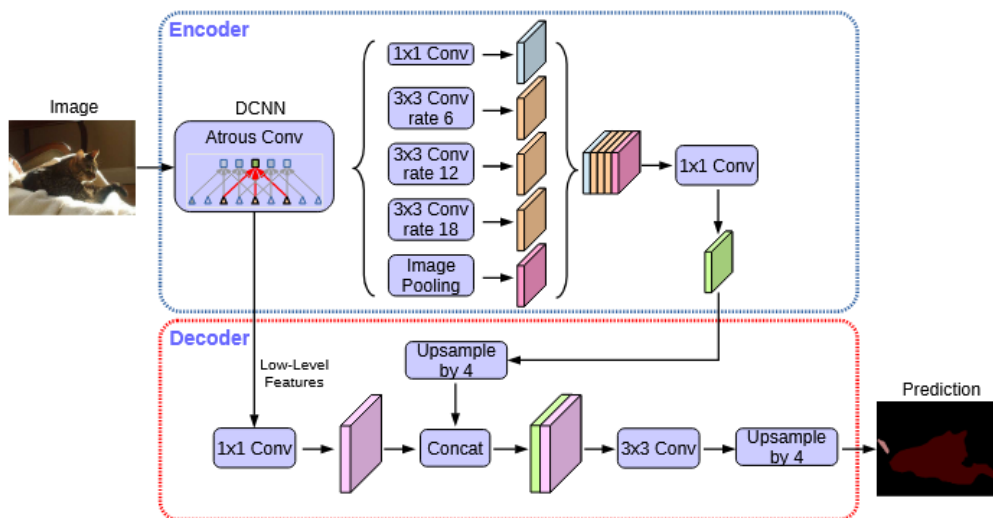 Encoder
Image
DCNN
Atrous Conv
1x1 Conv
3x3 Conv
rate 6
3x3 Conv
rate 12
3x3 Conv
rate 18
Image
Pooling
1x1 Conv
Decoder
Low-Level
Features
Upsample
by 4
1x1 Conv
Concat
3x3 Conv
Upsample
by 4
Prediction